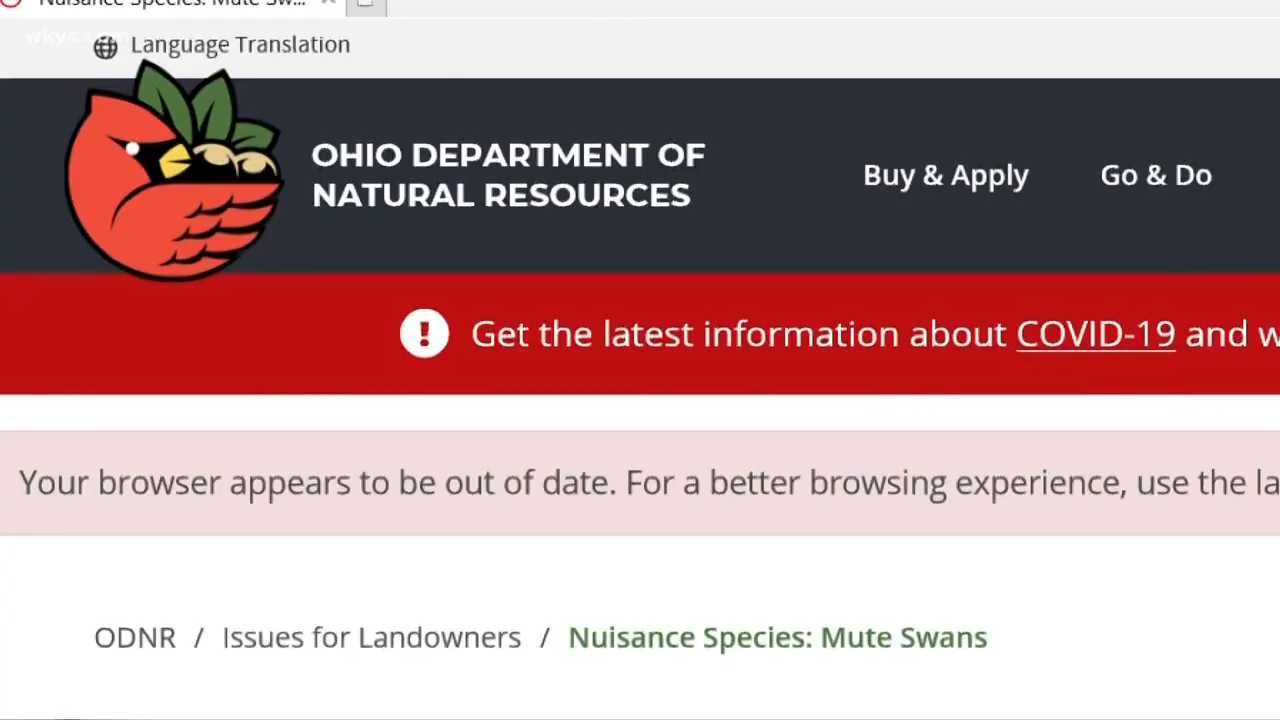 Nuisance Species: Mute Sw...
wkyc.com
Language Translation
OHIO DEPARTMENT OF
NATURAL RESOURCES
Buy & Apply
Go & Do
! Get the latest information about COVID-19 and w
Your browser appears to be out of date. For a better browsing experience, use the la
ODNR / Issues for Landowners / Nuisance Species: Mute Swans